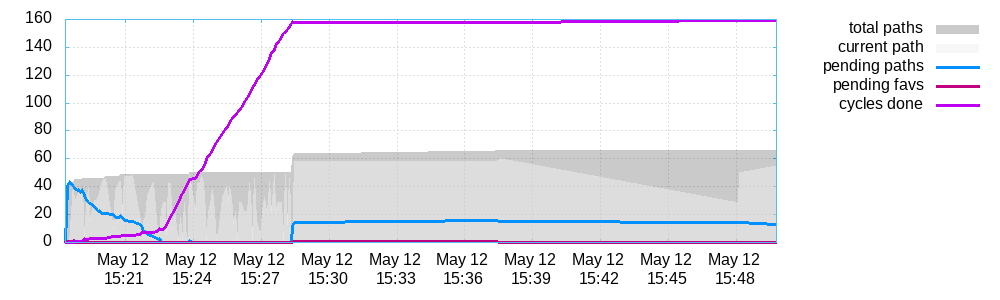 160
140
120
100
80
60
40
20
0
May 12 May 12 May 12 May 12 May 12 May 12 May 12 May 12 May 12 May 12
15:21 15:24 15:27 15:30 15:33 15:36 15:39 15:42 15:45 15:48
total paths
current path
pending paths
pending favs
cycles done